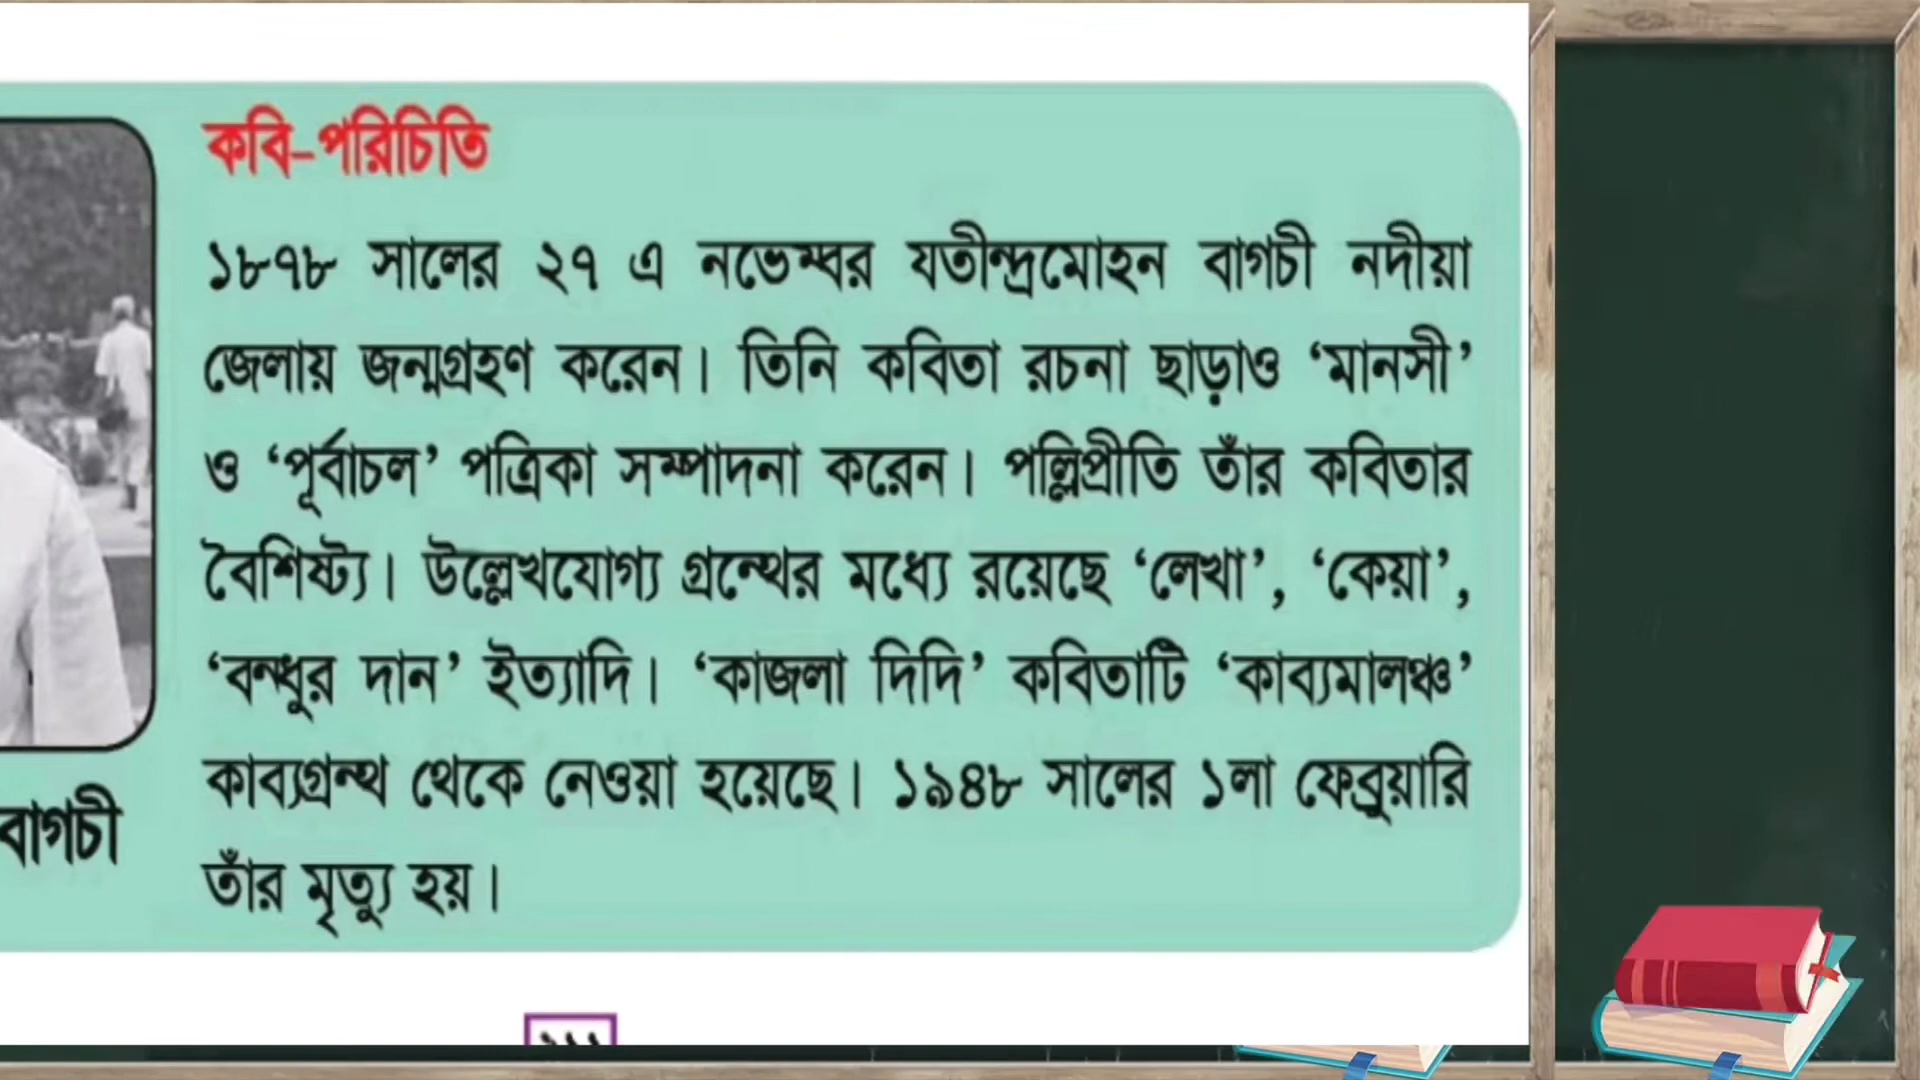 কবি-পরিচিতি
১৮৭৮ সালের ২৭ এ নভেম্বর যতীন্দ্রমোহন বাগচী নদীয়া
জেলায় জন্মগ্রহণ করেন। তিনি কবিতা রচনা ছাড়াও ‘মানসী’
ও ‘পূর্বাচল’ পত্রিকা সম্পাদনা করেন। পল্লিপ্রীতি তাঁর কবিতার
বৈশিষ্ট্য। উল্লেখযোগ্য গ্রন্থের মধ্যে রয়েছে ‘লেখা’, ‘কেয়া’,
‘বন্ধুর দান’ ইত্যাদি। ‘কাজলা দিদি’ কবিতাটি ‘কাব্যমালঞ্চ’
কাব্যগ্রন্থ থেকে নেওয়া হয়েছে। ১৯৪৮ সালের ১লা ফেব্রুয়ারি
তাঁর মৃত্যু হয়।
বাগচী